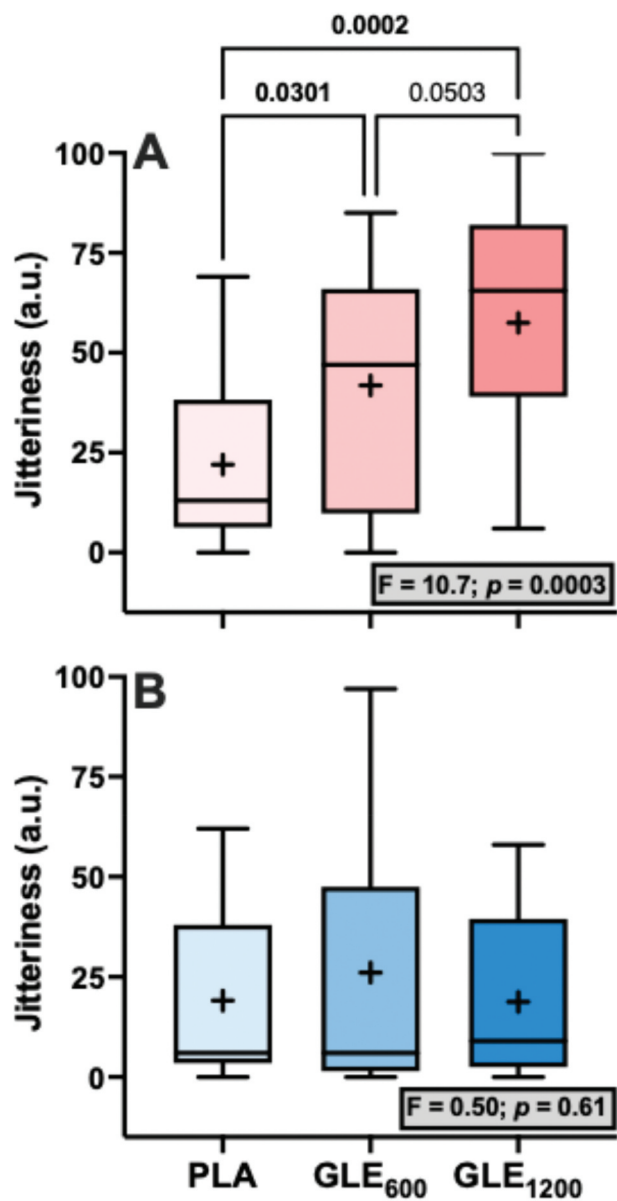 0.0002
0.0301
0.0503
A
100
75
50
25
0
Jitteriness (a.u.)
F = 10.7; p = 0.0003
B
100
75
50
25
0
Jitteriness (a.u.)
F = 0.50; p = 0.61
PLA GLE600 GLE1200